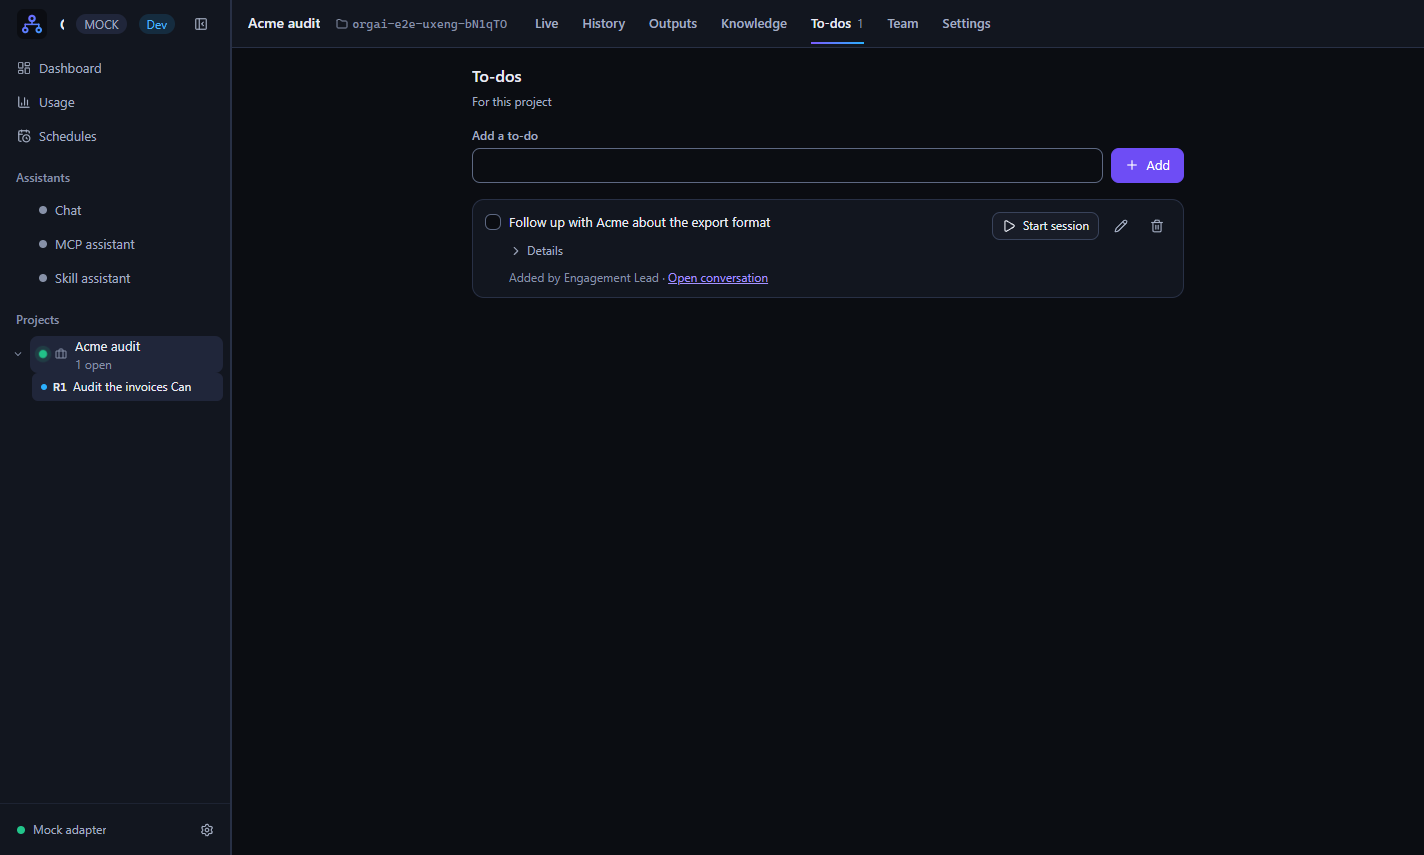 MOCK
Dev
Dashboard
Usage
Schedules
Assistants
Chat
MCP assistant
Skill assistant
Projects
Acme audit
1 open
R1 Audit the invoices Can
Mock adapter
Acme audit orgai-e2e-uxeng-bN1qTO Live History Outputs Knowledge To-dos 1 Team Settings
To-dos
For this project
Add a to-do
Add
Follow up with Acme about the export format
Start session
Details
Added by Engagement Lead · Open conversation